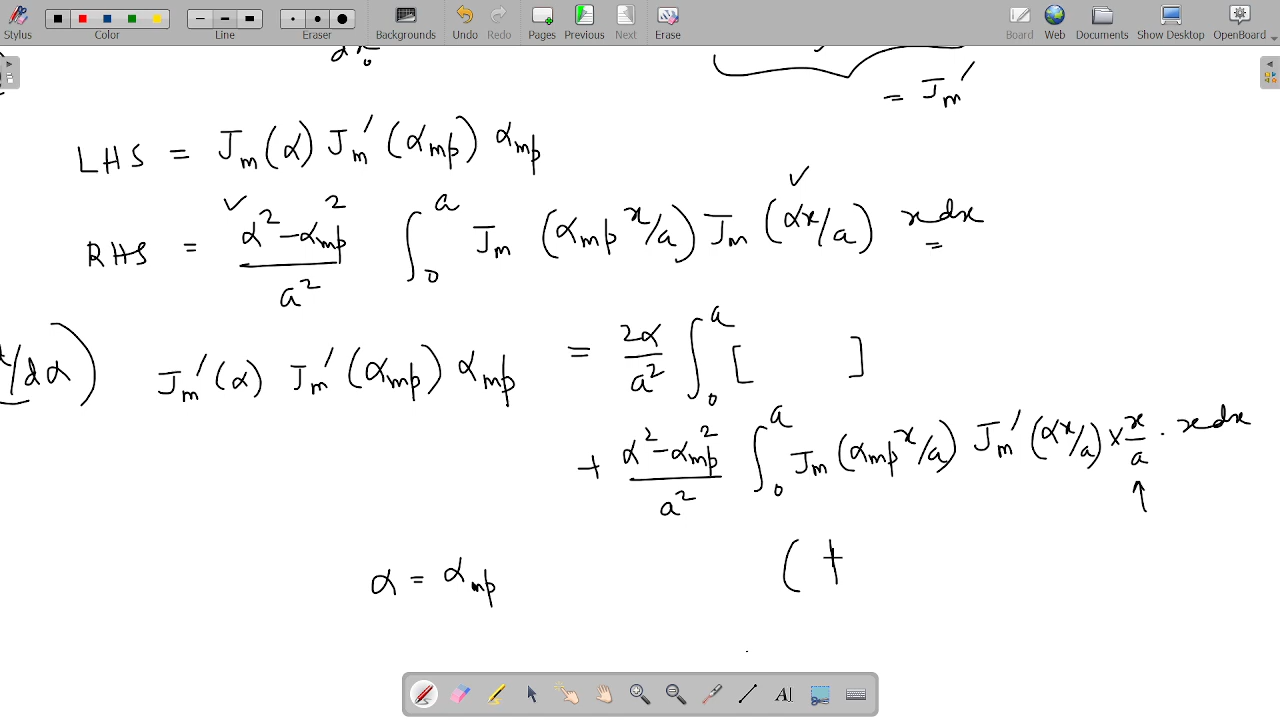 Stylus Color Line Eraser Backgrounds Undo Redo Pages Previous Next Erase Board Web Documents Show Desktop OpenBoard
= J_m'
LHS = J_m(α) J_m'(α_mp) α_mp
RHS = (α² − α_mp²)/a² ∫_0^a J_m(α_mp x/a) J_m(αx/a) x dx
/dα) J_m'(α) J_m'(α_mp) α_mp = 2α/a² ∫_0^a [ ]
+ (α² − α_mp²)/a² ∫_0^a J_m(α_mp x/a) J_m'(αx/a) × x/a · x dx
α = α_mp (